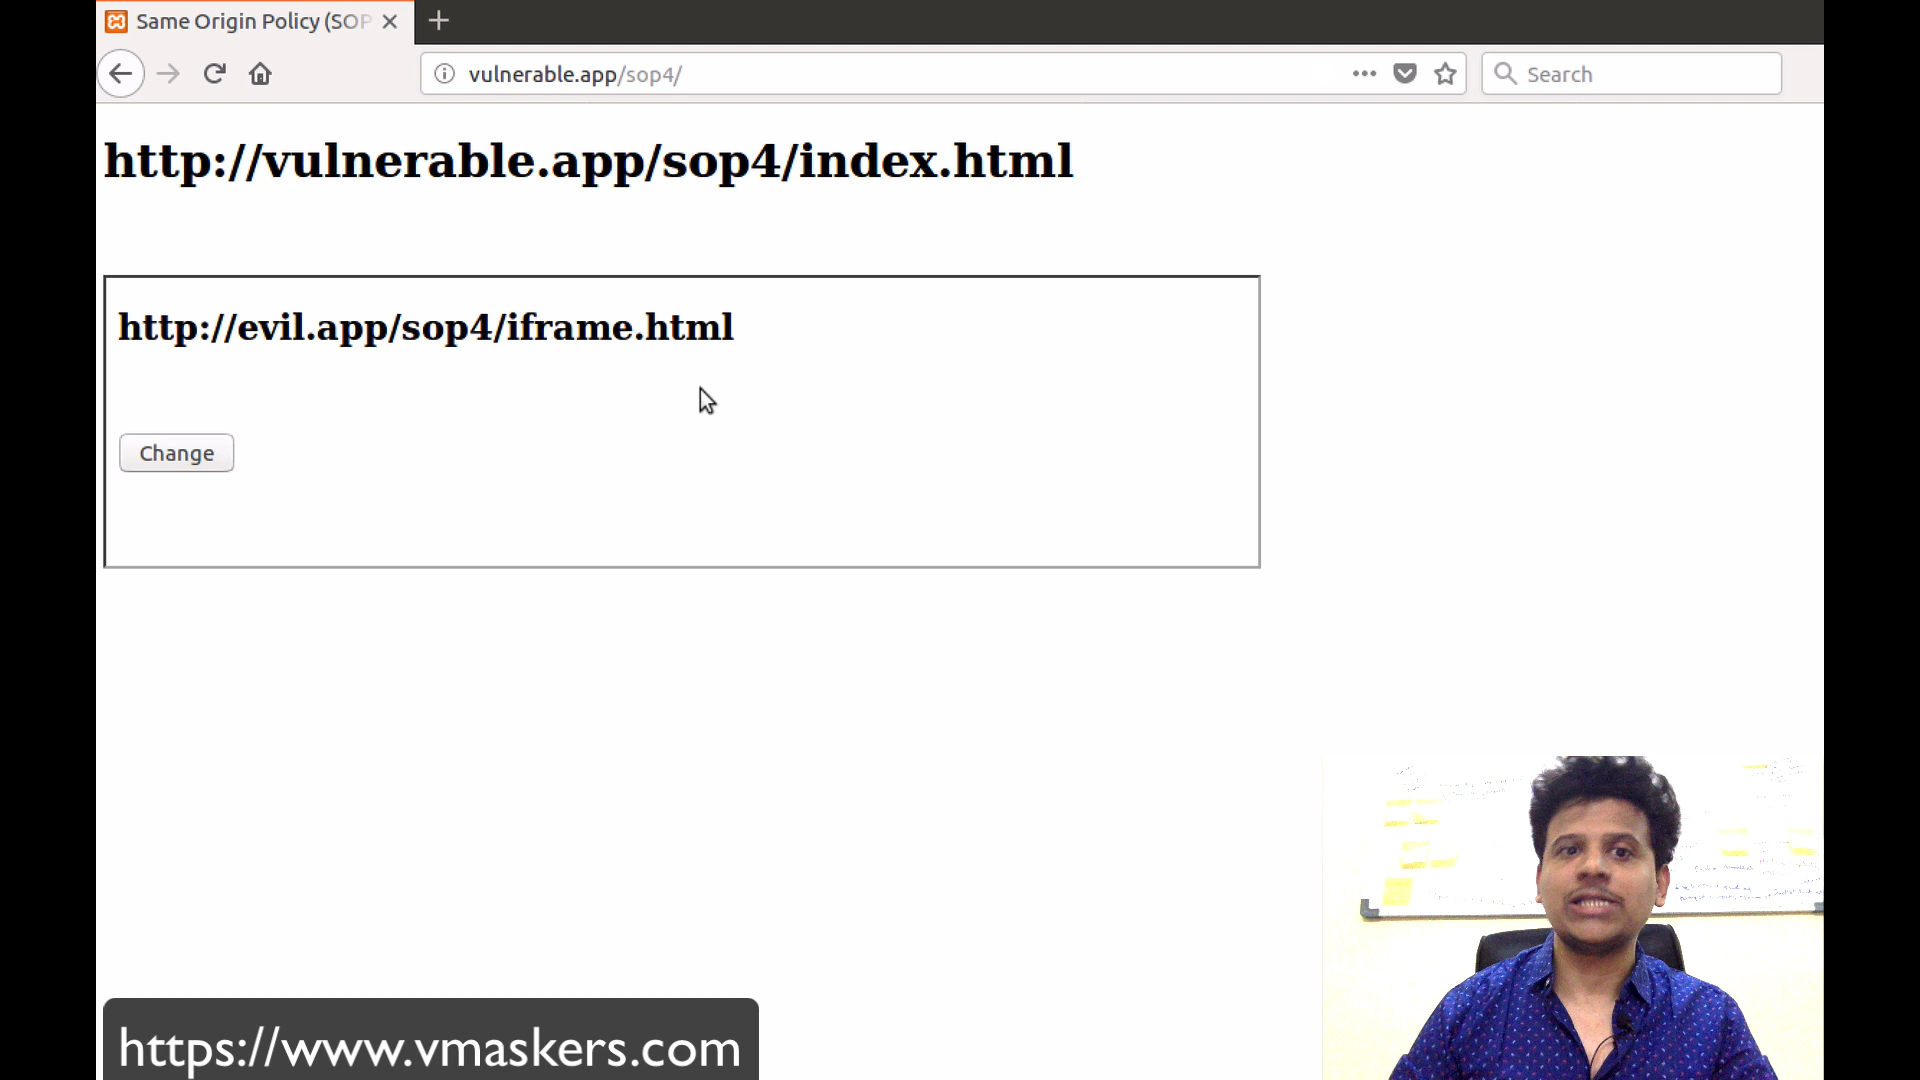 Same Origin Policy (SOP
vulnerable.app/sop4/
Search
http://vulnerable.app/sop4/index.html
http://evil.app/sop4/iframe.html
Change
https://www.vmaskers.com